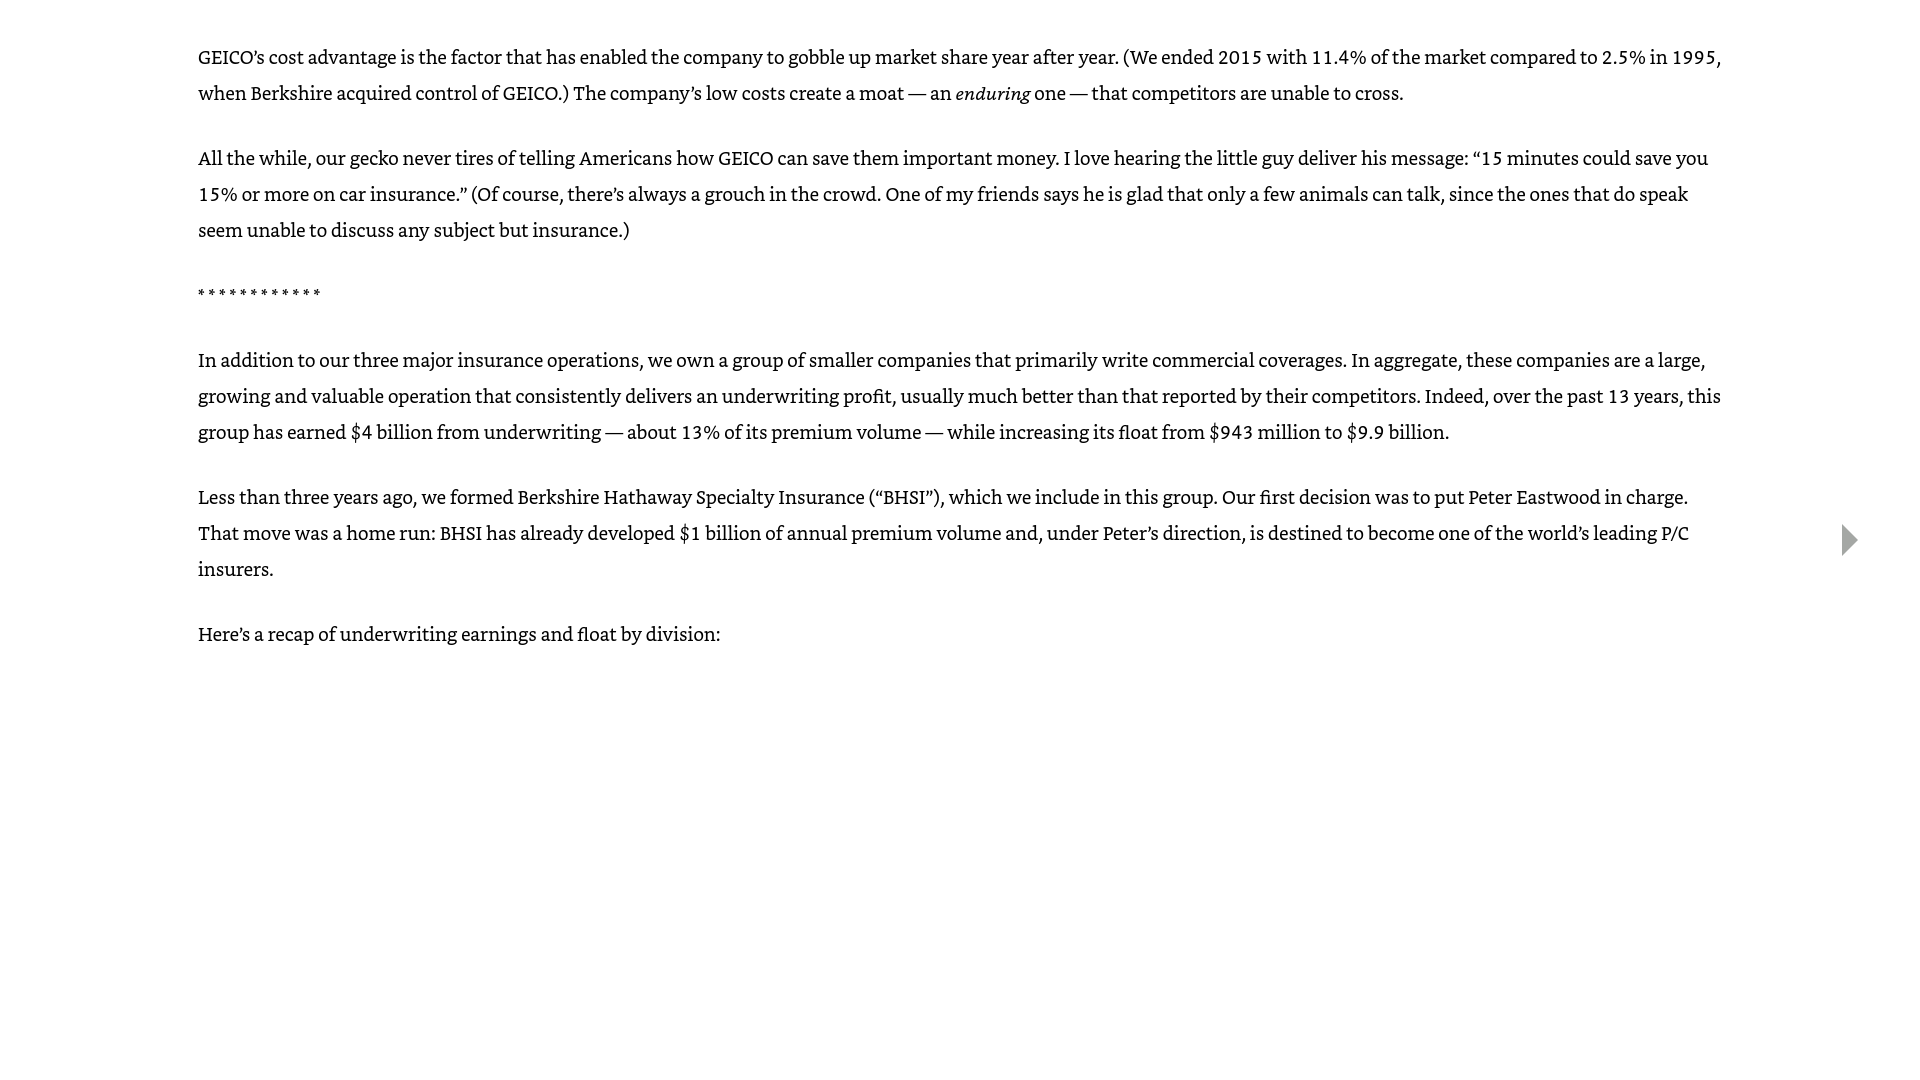 GEICO’s cost advantage is the factor that has enabled the company to gobble up market share year after year. (We ended 2015 with 11.4% of the market compared to 2.5% in 1995,
when Berkshire acquired control of GEICO.) The company’s low costs create a moat — an enduring one — that competitors are unable to cross.
All the while, our gecko never tires of telling Americans how GEICO can save them important money. I love hearing the little guy deliver his message: “15 minutes could save you
15% or more on car insurance.” (Of course, there’s always a grouch in the crowd. One of my friends says he is glad that only a few animals can talk, since the ones that do speak
seem unable to discuss any subject but insurance.)
* * * * * * * * * * * *
In addition to our three major insurance operations, we own a group of smaller companies that primarily write commercial coverages. In aggregate, these companies are a large,
growing and valuable operation that consistently delivers an underwriting profit, usually much better than that reported by their competitors. Indeed, over the past 13 years, this
group has earned $4 billion from underwriting — about 13% of its premium volume — while increasing its float from $943 million to $9.9 billion.
Less than three years ago, we formed Berkshire Hathaway Specialty Insurance (“BHSI”), which we include in this group. Our first decision was to put Peter Eastwood in charge.
That move was a home run: BHSI has already developed $1 billion of annual premium volume and, under Peter’s direction, is destined to become one of the world’s leading P/C
insurers.
Here’s a recap of underwriting earnings and float by division: